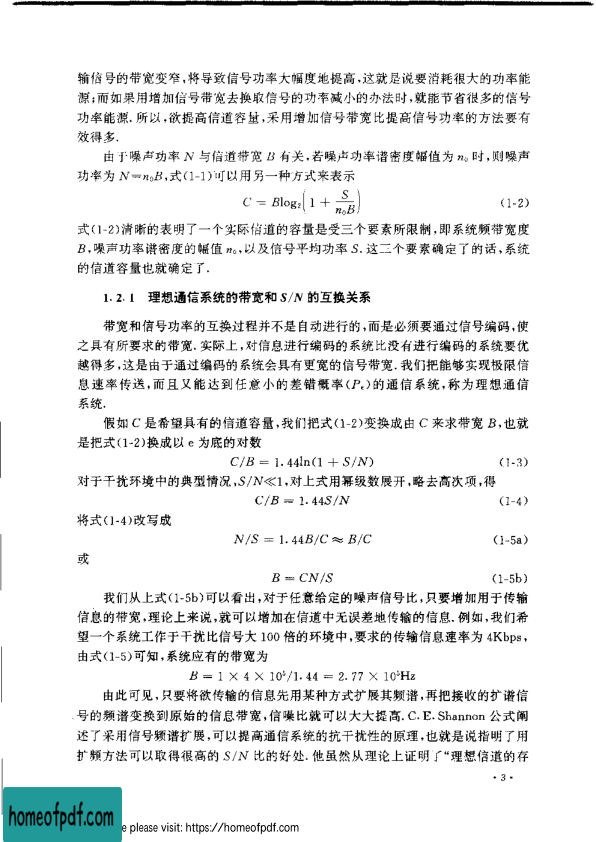 输信号的带宽变窄,将导致信号功率大幅度地提高,这就是说要消耗很大的功率能
源;而如果用增加信号带宽去换取信号的功率减小的办法时,就能节省很多的信号
功率能源.所以,欲提高信道容量,采用增加信号带宽比提高信号功率的方法要有
效得多.
由于噪声功率 N 与信道带宽 B 有关,若噪声功率谱密度幅值为 n₀ 时,则噪声
功率为 N=n₀B,式(1-1)可以用另一种方式来表示
C = Blog₂(1 + S/n₀B) (1-2)
式(1-2)清晰的表明了一个实际信道的容量是受三个要素所限制,即系统频带宽度
B,噪声功率谱密度的幅值 n₀,以及信号平均功率 S.这三个要素确定了的话,系统
的信道容量也就确定了.
1.2.1 理想通信系统的带宽和 S/N 的互换关系
带宽和信号功率的互换过程并不是自动进行的,而是必须要通过信号编码,使
之具有所要求的带宽.实际上,对信息进行编码的系统比没有进行编码的系统要优
越得多,这是由于通过编码的系统会具有更宽的信号带宽.我们把能够实现极限信
息速率传送,而且又能达到任意小的差错概率(Pₑ)的通信系统,称为理想通信
系统.
假如 C 是希望具有的信道容量,我们把式(1-2)变换成由 C 来求带宽 B,也就
是把式(1-2)换成以 e 为底的对数
C/B = 1.44ln(1 + S/N) (1-3)
对于干扰环境中的典型情况,S/N≪1,对上式用幂级数展开,略去高次项,得
C/B = 1.44S/N (1-4)
将式(1-4)改写成
N/S = 1.44B/C ≈ B/C (1-5a)
或
B = CN/S (1-5b)
我们从上式(1-5b)可以看出,对于任意给定的噪声信号比,只要增加用于传输
信息的带宽,理论上来说,就可以增加在信道中无误差地传输的信息.例如,我们希
望一个系统工作于干扰比信号大 100 倍的环境中,要求的传输信息速率为 4Kbps,
由式(1-5)可知,系统应有的带宽为
B = 1 × 4 × 10⁵/1.44 = 2.77 × 10⁵Hz
由此可见,只要将欲传输的信息先用某种方式扩展其频谱,再把接收的扩谱信
号的频谱变换到原始的信息带宽,信噪比就可以大大提高.C.E.Shannon 公式阐
述了采用信号频谱扩展,可以提高通信系统的抗干扰性的原理,也就是说指明了用
扩频方法可以取得很高的 S/N 比的好处.他虽然从理论上证明了“理想信道的存
·3·
homeofpdf.com
e please visit: https://homeofpdf.com